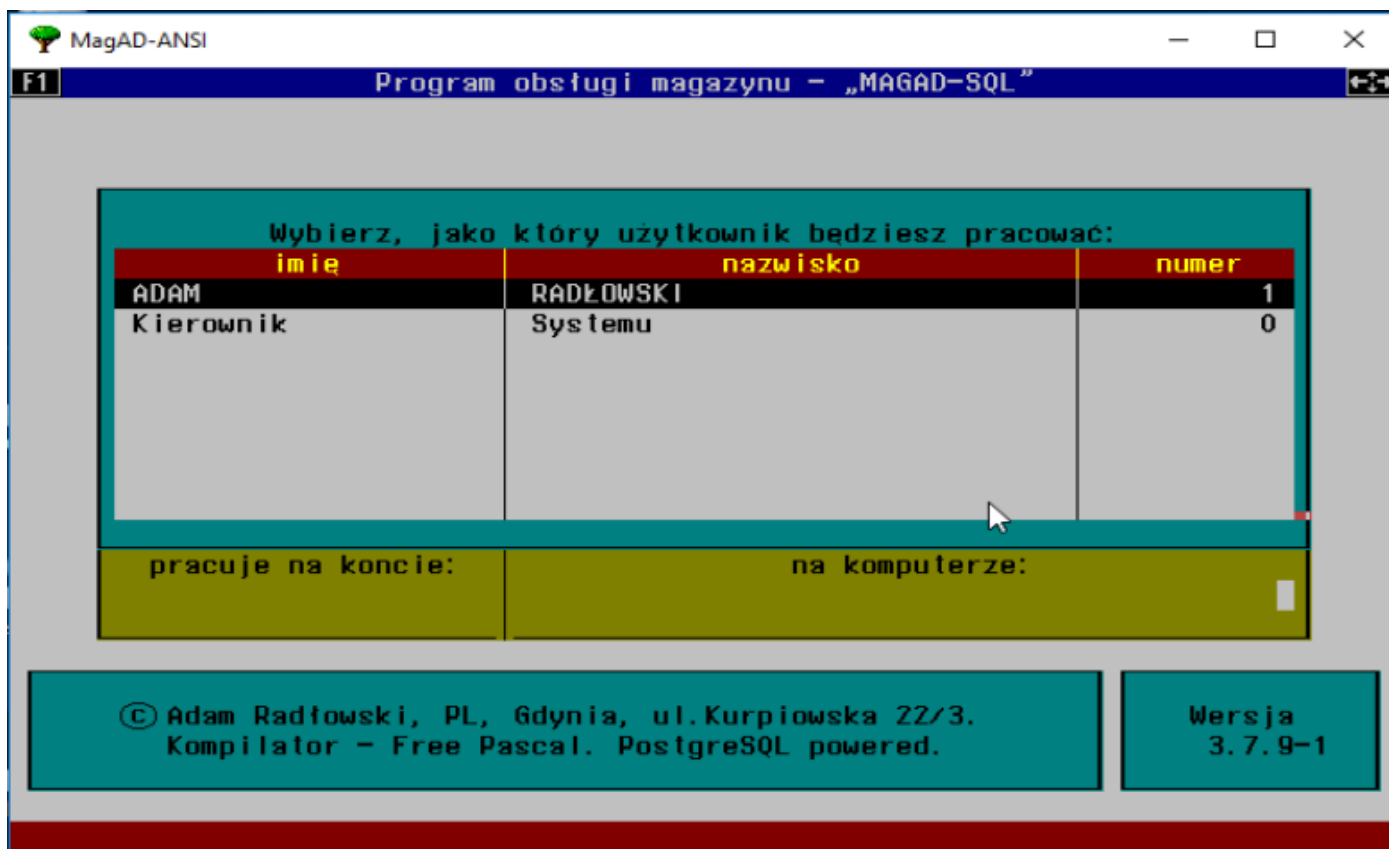 MagAD-ANSI
F1 Program obsługi magazynu – „MAGAD-SQL”
Wybierz, jako który użytkownik będziesz pracować:
imię nazwisko numer
ADAM RADŁOWSKI 1
Kierownik Systemu 0
pracuje na koncie: na komputerze:
© Adam Radłowski, PL, Gdynia, ul.Kurpiowska 22/3.
Kompilator – Free Pascal. PostgreSQL powered.
Wersja
3.7.9-1